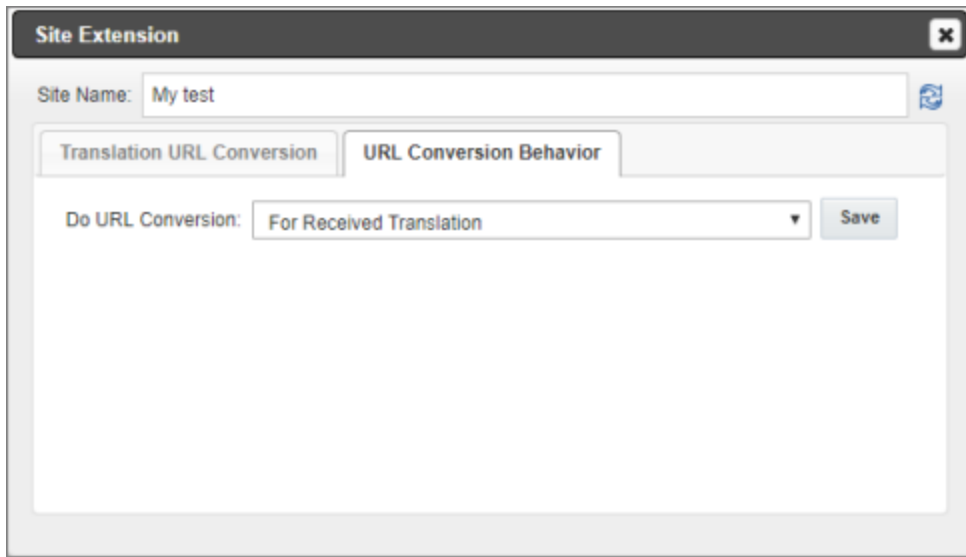 Site Extension
Site Name: My test
Translation URL Conversion URL Conversion Behavior
Do URL Conversion: For Received Translation Save